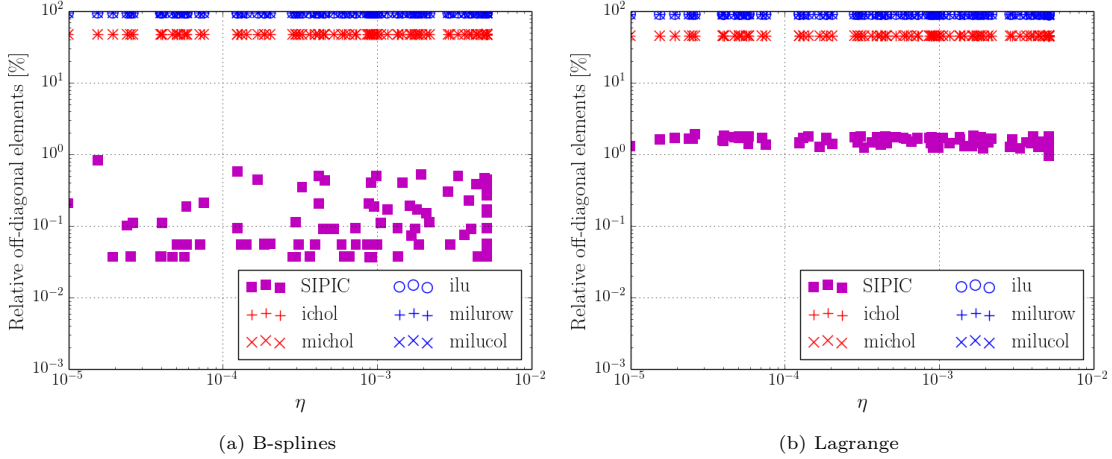 Relative off-diagonal elements [%]
10^2
10^1
10^0
10^-1
10^-2
10^-3
SIPIC
ichol
michol
ilu
milurow
milucol
10^-5
10^-4
10^-3
10^-2
η
(a) B-splines
Relative off-diagonal elements [%]
10^2
10^1
10^0
10^-1
10^-2
10^-3
SIPIC
ichol
michol
ilu
milurow
milucol
10^-5
10^-4
10^-3
10^-2
η
(b) Lagrange